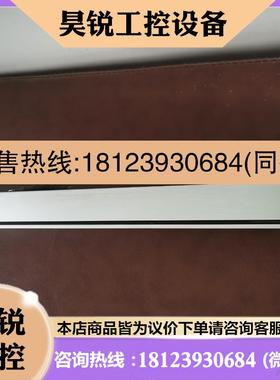 昊锐工控设备
售热线:18123930684(同
锐
控
本店商品皆为议价下单请咨询客服
咨询热线：18123930684 (微